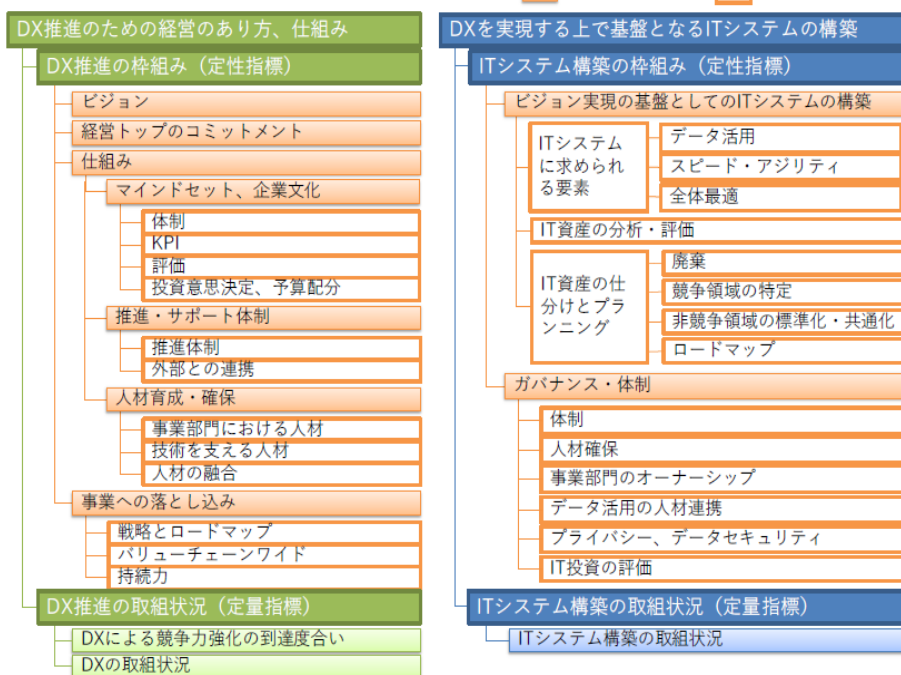 DX推進のための経営のあり方、仕組み
DX推進の枠組み（定性指標）
ビジョン
経営トップのコミットメント
仕組み
マインドセット、企業文化
体制
KPI
評価
投資意思決定、予算配分
推進・サポート体制
推進体制
外部との連携
人材育成・確保
事業部門における人材
技術を支える人材
人材の融合
事業への落とし込み
戦略とロードマップ
バリューチェーンワイド
持続力
DX推進の取組状況（定量指標）
DXによる競争力強化の到達度合い
DXの取組状況
DXを実現する上で基盤となるITシステムの構築
ITシステム構築の枠組み（定性指標）
ビジョン実現の基盤としてのITシステムの構築
ITシステム
に求められ
る要素
データ活用
スピード・アジリティ
全体最適
IT資産の分析・評価
IT資産の仕
分けとプラ
ンニング
廃棄
競争領域の特定
非競争領域の標準化・共通化
ロードマップ
ガバナンス・体制
体制
人材確保
事業部門のオーナーシップ
データ活用の人材連携
プライバシー、データセキュリティ
IT投資の評価
ITシステム構築の取組状況（定量指標）
ITシステム構築の取組状況